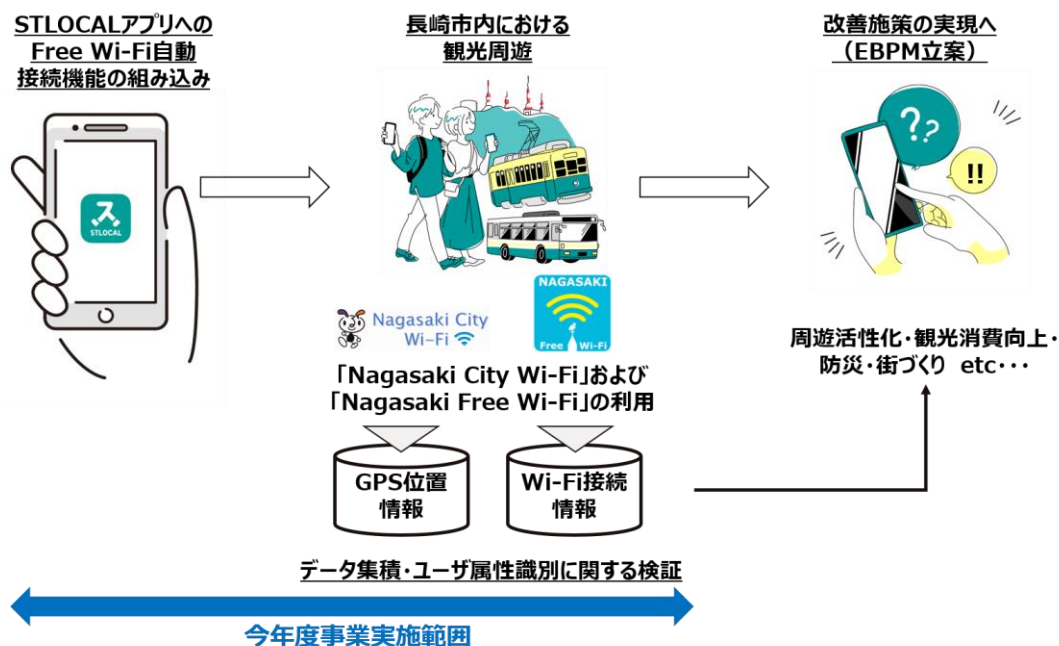 STLOCALアプリへの
Free Wi-Fi自動
接続機能の組み込み
ス
STLOCAL
長崎市内における
観光周遊
Nagasaki City
Wi-Fi
NAGASAKI
Free Wi-Fi
「Nagasaki City Wi-Fi」および
「Nagasaki Free Wi-Fi」の利用
GPS位置
情報
Wi-Fi接続
情報
データ集積・ユーザ属性識別に関する検証
今年度事業実施範囲
改善施策の実現へ
（EBPM立案）
??
!!
周遊活性化・観光消費向上・
防災・街づくり etc・・・